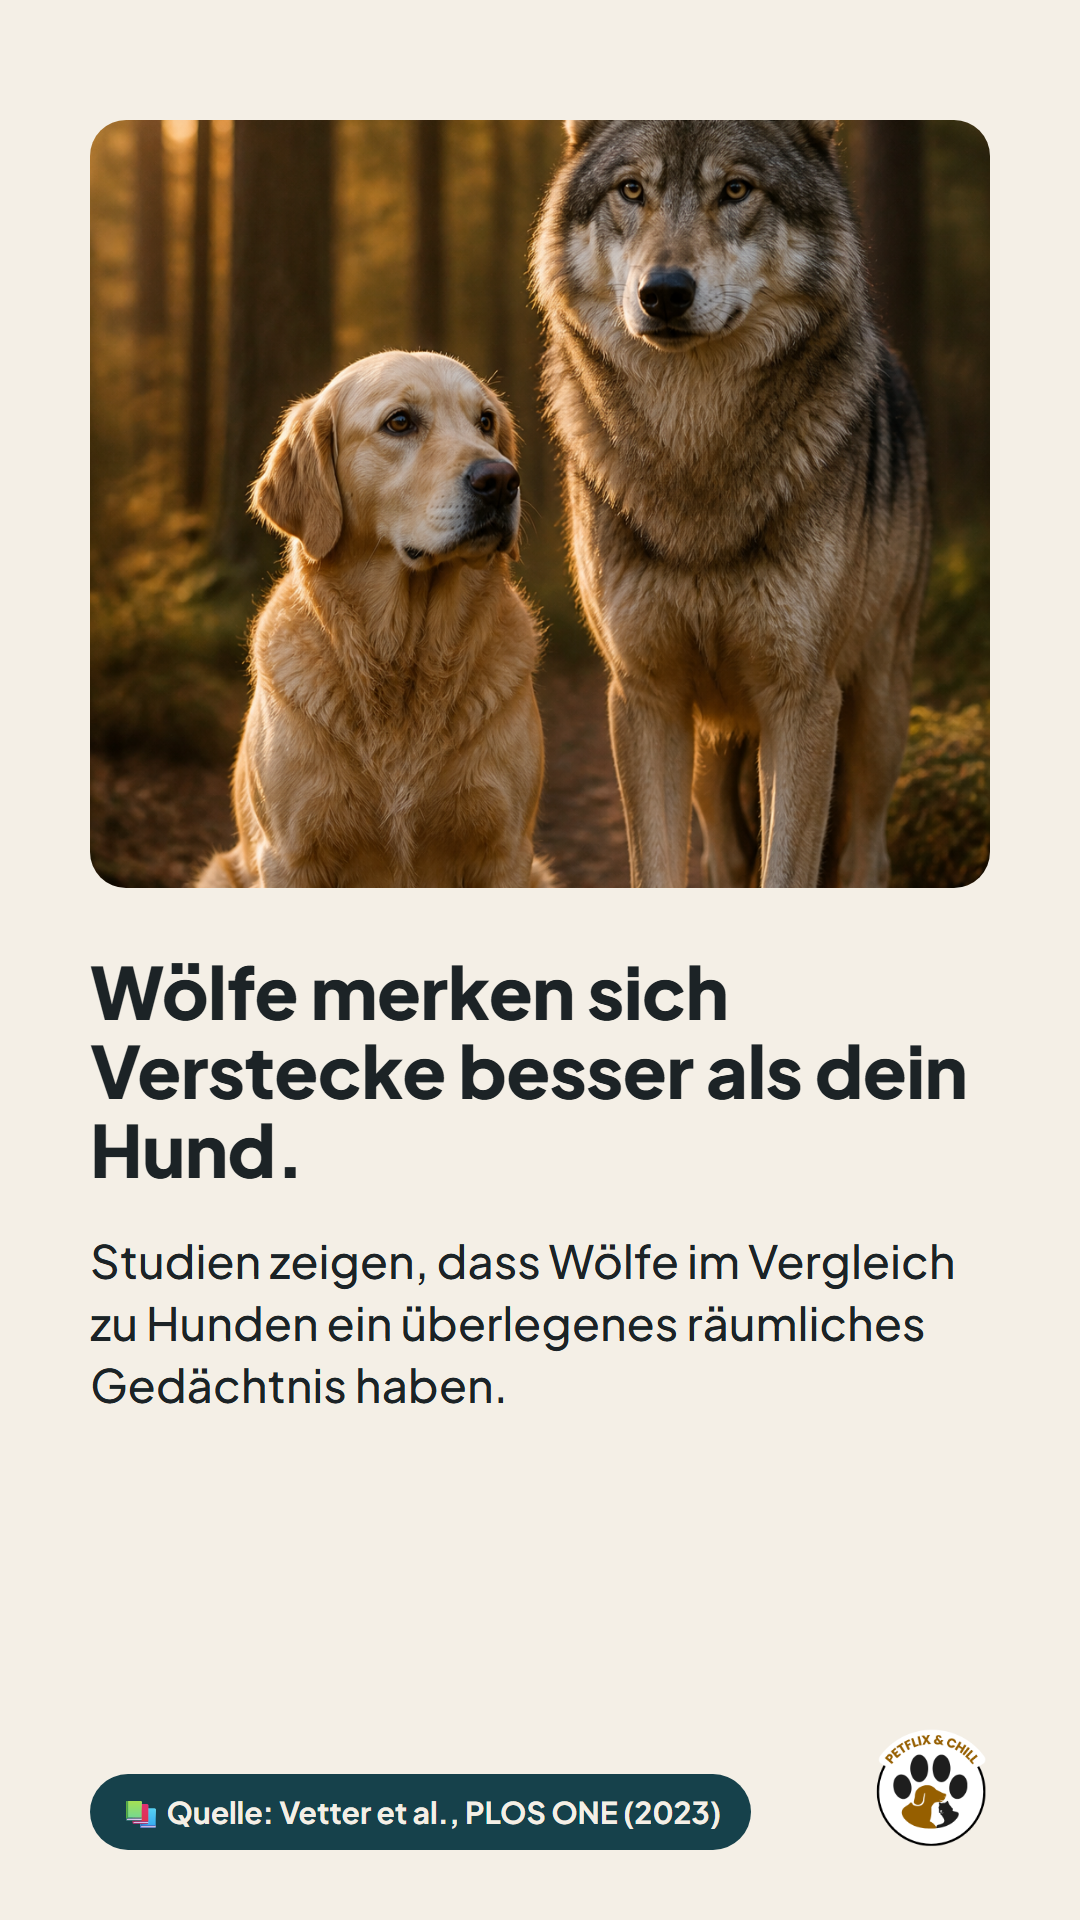 Wölfe merken sich
Verstecke besser als dein
Hund.
Studien zeigen, dass Wölfe im Vergleich
zu Hunden ein überlegenes räumliches
Gedächtnis haben.
Quelle: Vetter et al., PLOS ONE (2023)
PETFLIX & CHILL